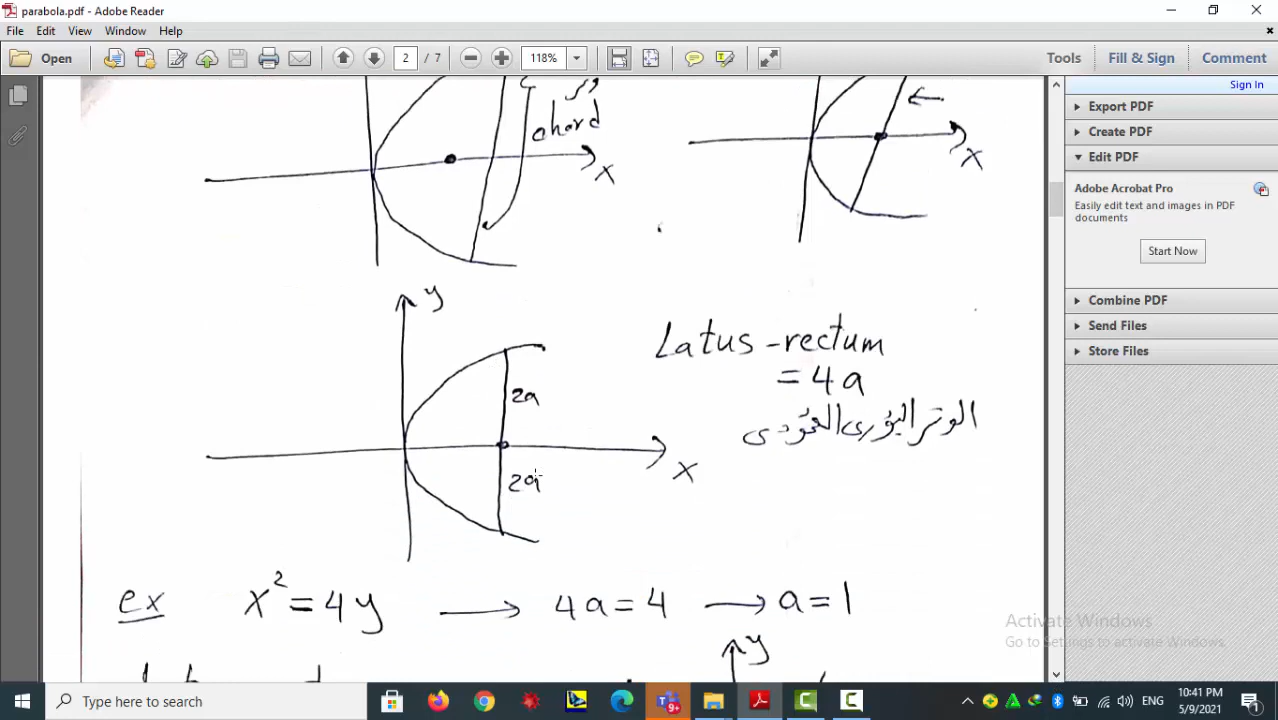 parabola.pdf - Adobe Reader
File Edit View Window Help
Open 2 / 7 118% Tools Fill & Sign Comment
Sign In
Export PDF
Create PDF
Edit PDF
Adobe Acrobat Pro
Easily edit text and images in PDF
documents
Start Now
Combine PDF
Send Files
Store Files
chord
x
x
y
2a
2a
x
Latus-rectum
= 4a
الوتر البؤرى العمودى
ex x² = 4y → 4a = 4 → a = 1
y
Activate Windows
Go to Settings to activate Windows.
Type here to search
9+
ENG
10:41 PM
5/9/2021
1